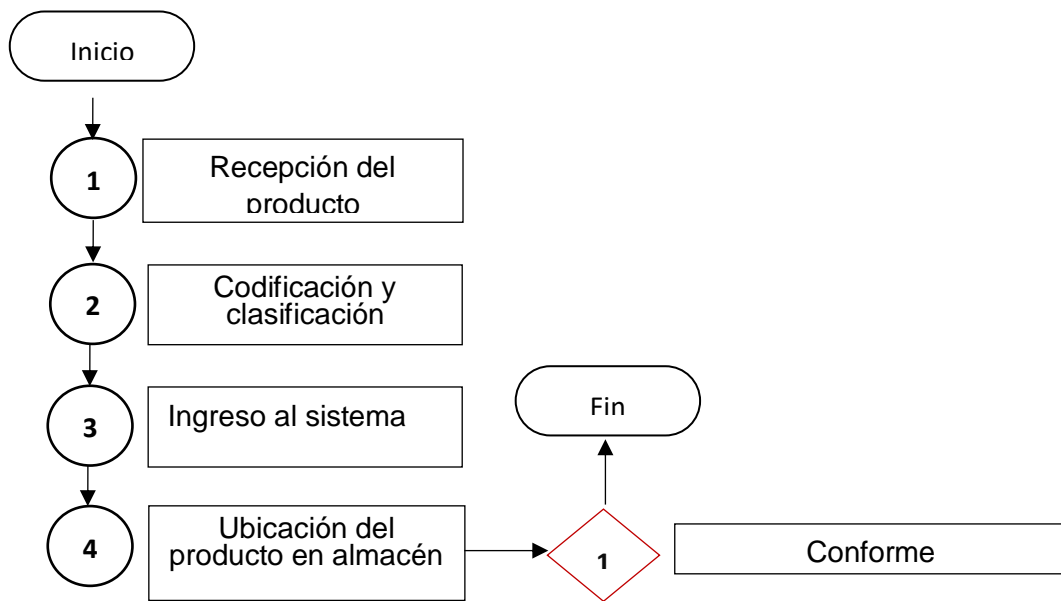 Inicio
1
Recepción del
producto
2
Codificación y
clasificación
3
Ingreso al sistema
Fin
4
Ubicación del
producto en almacén
1
Conforme